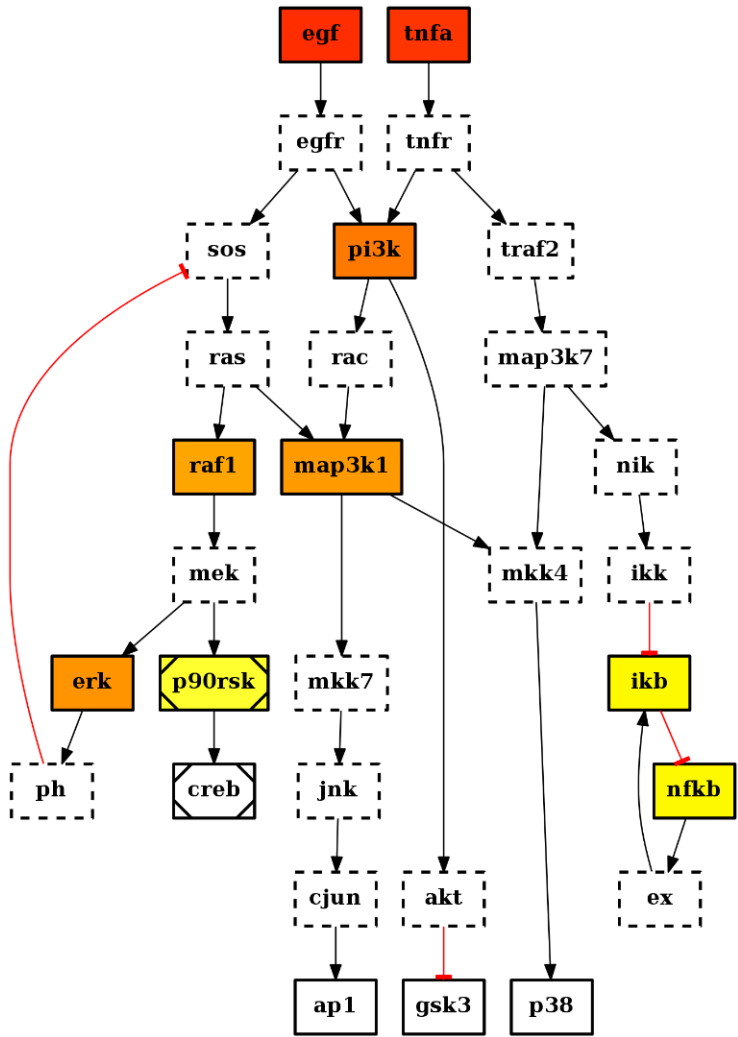 egf
tnfa
egfr
tnfr
sos
pi3k
traf2
ras
rac
map3k7
raf1
map3k1
nik
mek
mkk4
ikk
erk
p90rsk
mkk7
ikb
ph
creb
jnk
nfkb
cjun
akt
ex
ap1
gsk3
p38